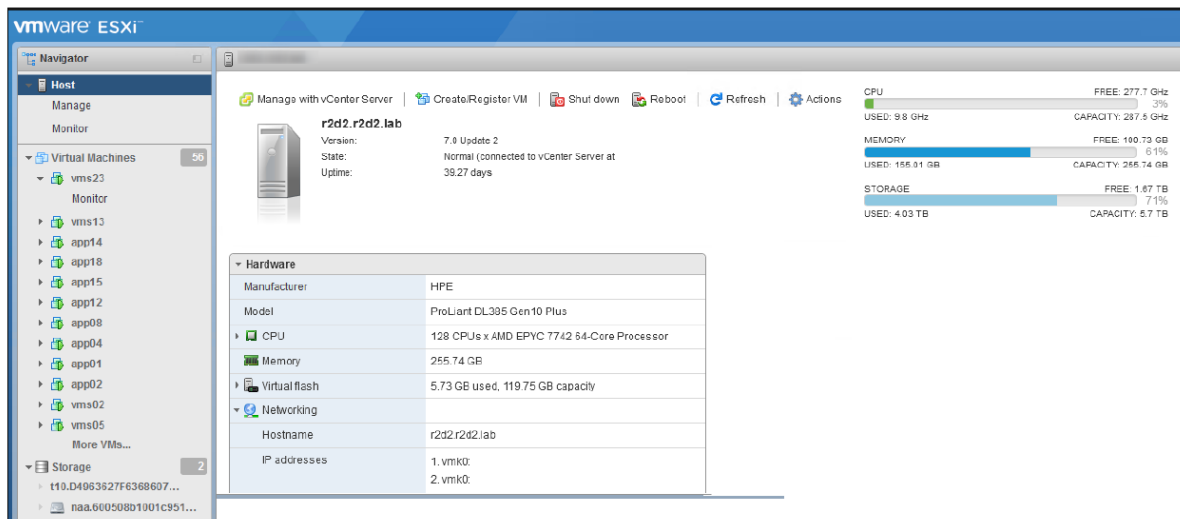 vmware ESXi™
Navigator
Host
Manage
Monitor
Virtual Machines 56
vms23
Monitor
vms13
app14
app18
app15
app12
app08
app04
app01
app02
vms02
vms05
More VMs...
Storage 2
t10.D4963627F6368607...
naa.600508b1001c951...
Manage with vCenter Server | Create/Register VM | Shut down Reboot | Refresh | Actions
r2d2.r2d2.lab
Version: 7.0 Update 2
State: Normal (connected to vCenter Server at
Uptime: 39.27 days
CPU FREE: 277.7 GHz
3%
USED: 9.8 GHz CAPACITY: 287.5 GHz
MEMORY FREE: 100.73 GB
61%
USED: 155.01 GB CAPACITY: 255.74 GB
STORAGE FREE: 1.67 TB
71%
USED: 4.03 TB CAPACITY: 5.7 TB
Hardware
Manufacturer HPE
Model ProLiant DL385 Gen10 Plus
CPU 128 CPUs x AMD EPYC 7742 64-Core Processor
Memory 255.74 GB
Virtual flash 5.73 GB used, 119.75 GB capacity
Networking
Hostname r2d2.r2d2.lab
IP addresses 1. vmk0:
2. vmk0: